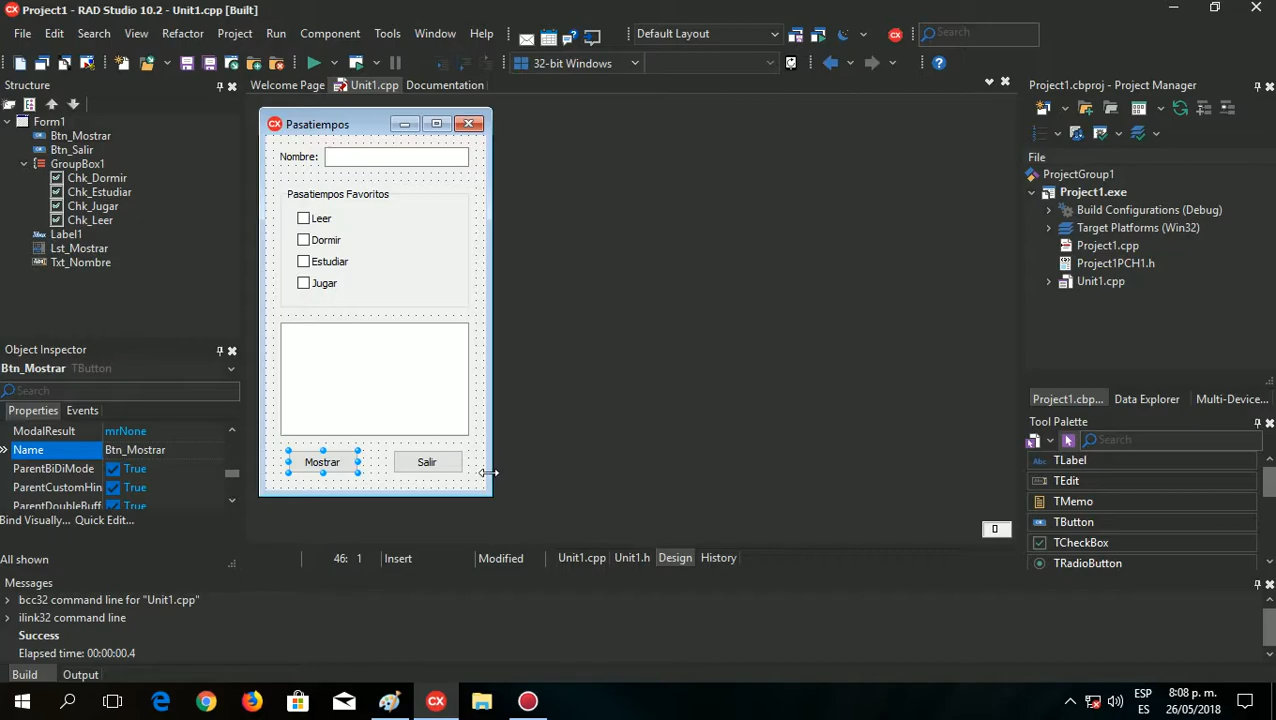 Project1 - RAD Studio 10.2 - Unit1.cpp [Built]
File Edit Search View Refactor Project Run Component Tools Window Help
Default Layout
Search
32-bit Windows
Structure
Form1
Btn_Mostrar
Btn_Salir
GroupBox1
Chk_Dormir
Chk_Estudiar
Chk_Jugar
Chk_Leer
Label1
Lst_Mostrar
Txt_Nombre
Object Inspector
Btn_Mostrar TButton
Search
Properties Events
ModalResult mrNone
Name Btn_Mostrar
ParentBiDiMode True
ParentCustomHin True
ParentDoubleBuff True
Bind Visually... Quick Edit...
All shown
Welcome Page Unit1.cpp Documentation
Pasatiempos
Nombre:
Pasatiempos Favoritos
Leer
Dormir
Estudiar
Jugar
Mostrar Salir
46: 1 Insert Modified Unit1.cpp Unit1.h Design History
Project1.cbproj - Project Manager
File
ProjectGroup1
Project1.exe
Build Configurations (Debug)
Target Platforms (Win32)
Project1.cpp
Project1PCH1.h
Unit1.cpp
Project1.cbp... Data Explorer Multi-Device...
Tool Palette
Search
TLabel
TEdit
TMemo
TButton
TCheckBox
TRadioButton
Messages
bcc32 command line for "Unit1.cpp"
ilink32 command line
Success
Elapsed time: 00:00:00.4
Build Output
ESP
ES
8:08 p. m.
26/05/2018